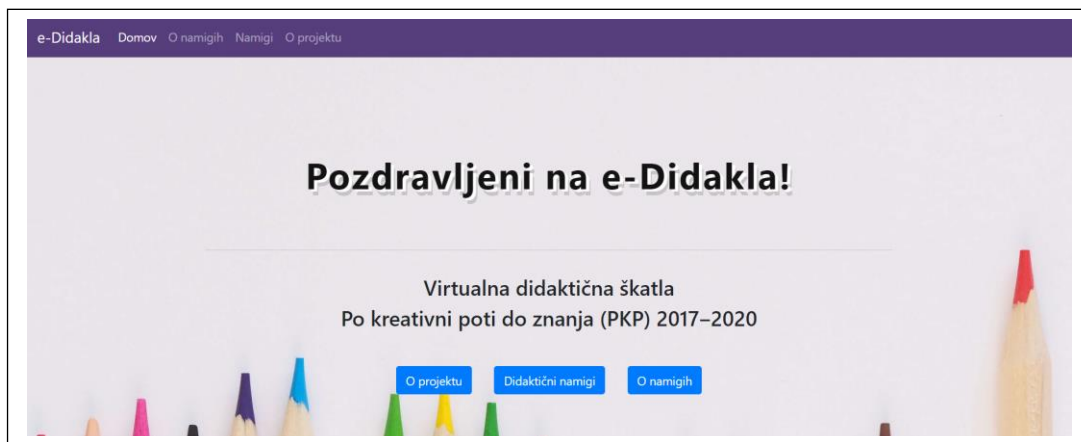 e-Didakla Domov O namigih Namigi O projektu
Pozdravljeni na e-Didakla!
Virtualna didaktična škatla
Po kreativni poti do znanja (PKP) 2017–2020
O projektu Didaktični namigi O namigih